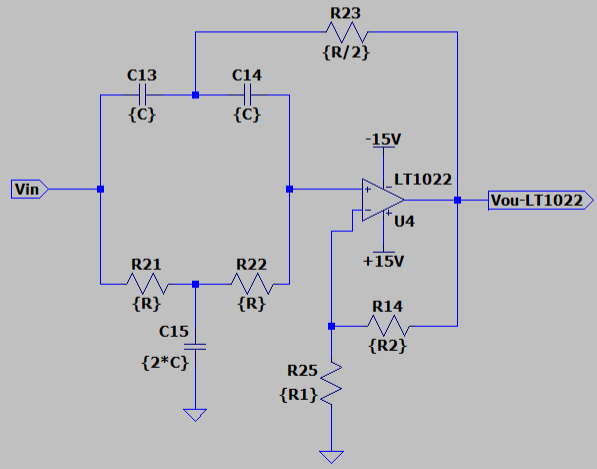 R23
{R/2}
C13
{C}
C14
{C}
-15V
LT1022
Vin
+
-
-
+
U4
Vou-LT1022
+15V
R21
{R}
R22
{R}
R14
{R2}
C15
{2*C}
R25
{R1}